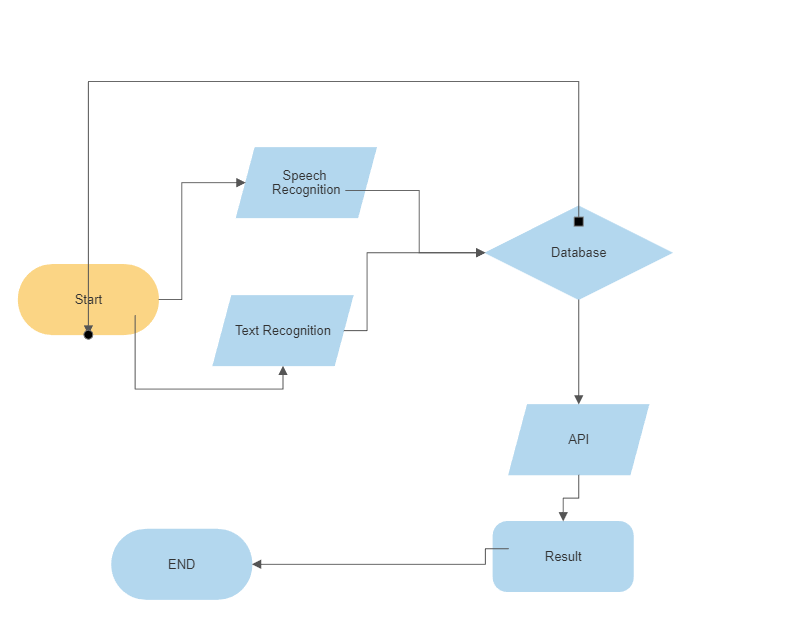 Speech
Recognition
Database
Start
Text Recognition
API
Result
END